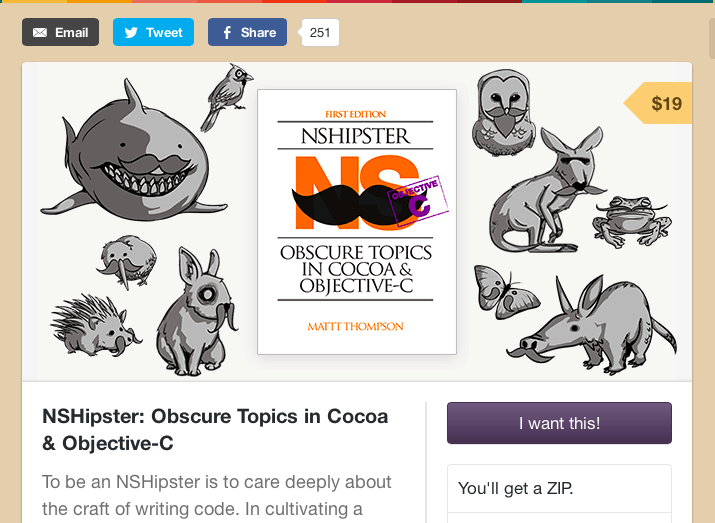 Email
Tweet
Share
251
$19
FIRST EDITION
NSHIPSTER
NS
OBJECTIVE
C
OBSCURE TOPICS
IN COCOA &
OBJECTIVE-C
MATTT THOMPSON
NSHipster: Obscure Topics in Cocoa
& Objective-C
To be an NSHipster is to care deeply about
the craft of writing code. In cultivating a
I want this!
You'll get a ZIP.